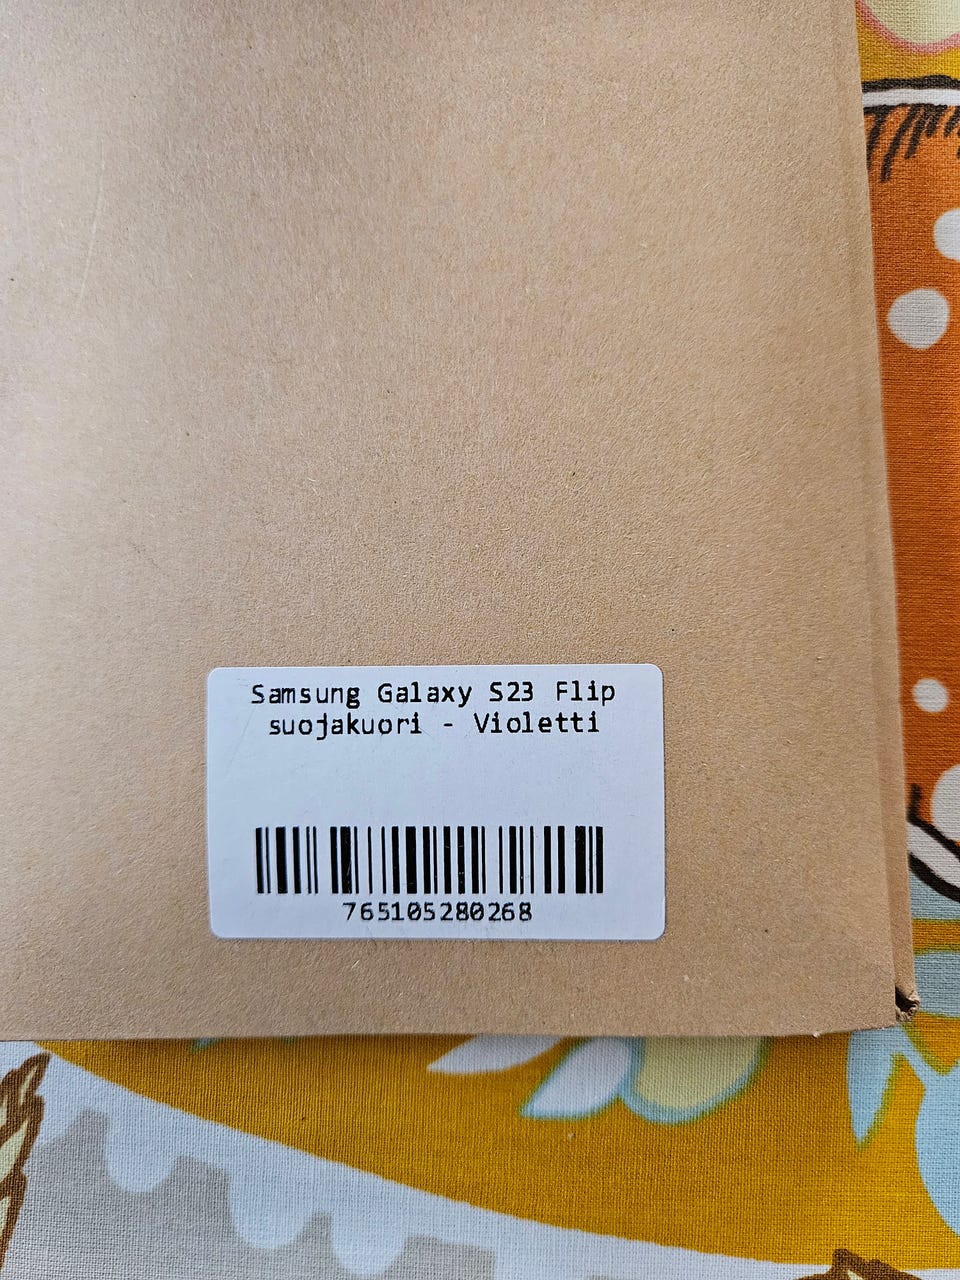 Samsung Galaxy S23 Flip
suojakuori - Violetti
765105280268